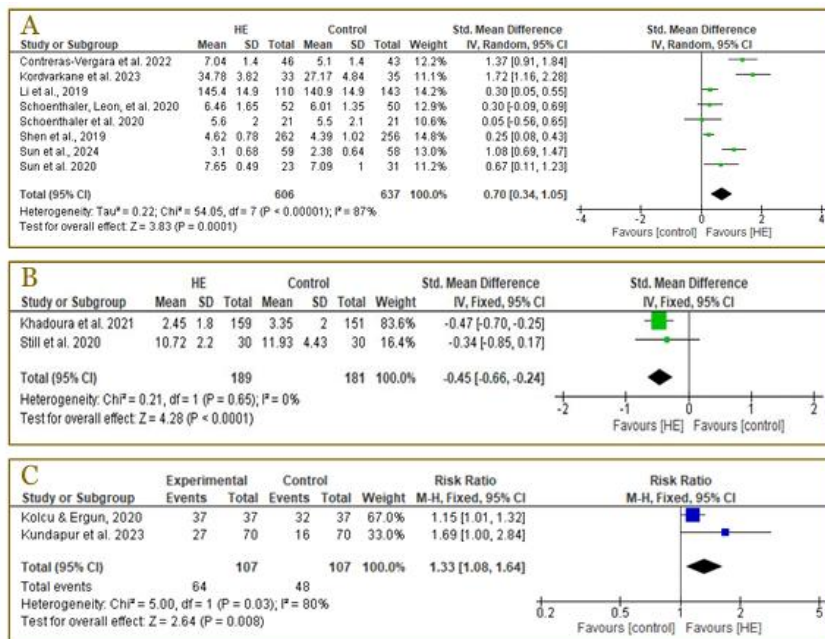 A
HE Control Std. Mean Difference Std. Mean Difference
Study or Subgroup Mean SD Total Mean SD Total Weight IV, Random, 95% CI IV, Random, 95% CI
Contreras-Vergara et al. 2022 7.04 1.4 46 5.1 1.4 43 12.2% 1.37 [0.91, 1.84]
Kordvarkane et al. 2023 34.78 3.82 33 27.17 4.84 35 11.1% 1.72 [1.16, 2.28]
Li et al., 2019 145.4 14.9 110 140.9 14.9 143 14.0% 0.30 [0.05, 0.55]
Schoenthaler, Leon, et al. 2020 6.46 1.65 52 6.01 1.35 50 12.9% 0.30 [-0.09, 0.69]
Schoenthaler et al. 2020 5.6 2 21 5.5 2.1 21 10.6% 0.05 [-0.56, 0.65]
Shen et al., 2019 4.62 0.78 262 4.39 1.02 256 14.8% 0.25 [0.08, 0.43]
Sun et al., 2024 3.1 0.68 59 2.38 0.64 58 12.8% 1.08 [0.69, 1.47]
Sun et al. 2020 7.65 0.49 23 7.09 1 31 11.5% 0.67 [0.11, 1.23]
Total (95% CI) 606 637 100.0% 0.70 [0.34, 1.05]
Heterogeneity: Tau² = 0.22; Chi² = 54.05, df = 7 (P < 0.00001); I² = 87%
Test for overall effect: Z = 3.83 (P = 0.0001)
-4 -2 0 2 4
Favours [control] Favours [HE]
B
HE Control Std. Mean Difference Std. Mean Difference
Study or Subgroup Mean SD Total Mean SD Total Weight IV, Fixed, 95% CI IV, Fixed, 95% CI
Khadoura et al. 2021 2.45 1.8 159 3.35 2 151 83.6% -0.47 [-0.70, -0.25]
Still et al. 2020 10.72 2.2 30 11.93 4.43 30 16.4% -0.34 [-0.85, 0.17]
Total (95% CI) 189 181 100.0% -0.45 [-0.66, -0.24]
Heterogeneity: Chi² = 0.21, df = 1 (P = 0.65); I² = 0%
Test for overall effect: Z = 4.28 (P < 0.0001)
-2 -1 0 1 2
Favours [HE] Favours [control]
C
Experimental Control Risk Ratio Risk Ratio
Study or Subgroup Events Total Events Total Weight M-H, Fixed, 95% CI M-H, Fixed, 95% CI
Kolcu & Ergun, 2020 37 37 32 37 67.0% 1.15 [1.01, 1.32]
Kundapur et al. 2023 27 70 16 70 33.0% 1.69 [1.00, 2.84]
Total (95% CI) 107 107 100.0% 1.33 [1.08, 1.64]
Total events 64 48
Heterogeneity: Chi² = 5.00, df = 1 (P = 0.03); I² = 80%
Test for overall effect: Z = 2.64 (P = 0.008)
0.2 0.5 1 2 5
Favours [control] Favour [HE]